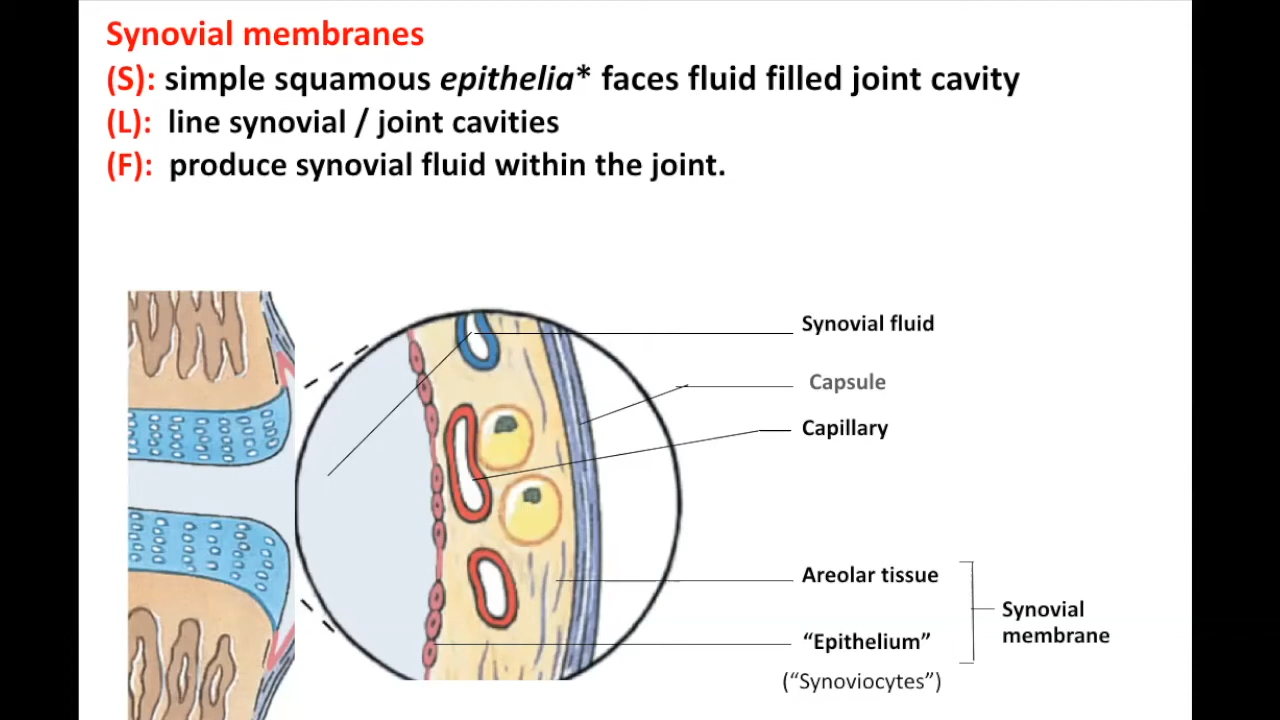 Synovial membranes
(S): simple squamous epithelia* faces fluid filled joint cavity
(L): line synovial / joint cavities
(F): produce synovial fluid within the joint.
Synovial fluid
Capsule
Capillary
Areolar tissue
Synovial
membrane
“Epithelium”
(“Synoviocytes”)